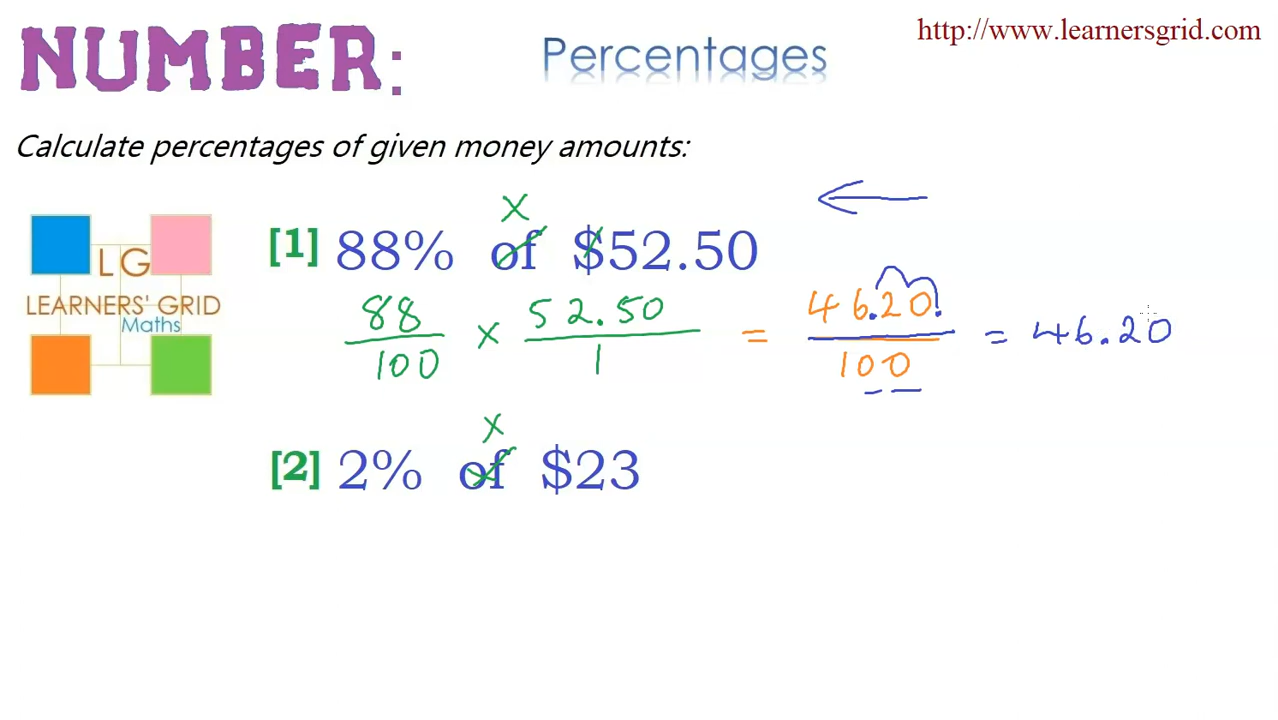 http://www.learnersgrid.com
NUMBER:
Percentages
Calculate percentages of given money amounts:
LG
LEARNERS' GRID
Maths
x
[1] 88% of $52.50
88/100 x 52.50/1 = 46.20./100 = 46.20
x
[2] 2% of $23